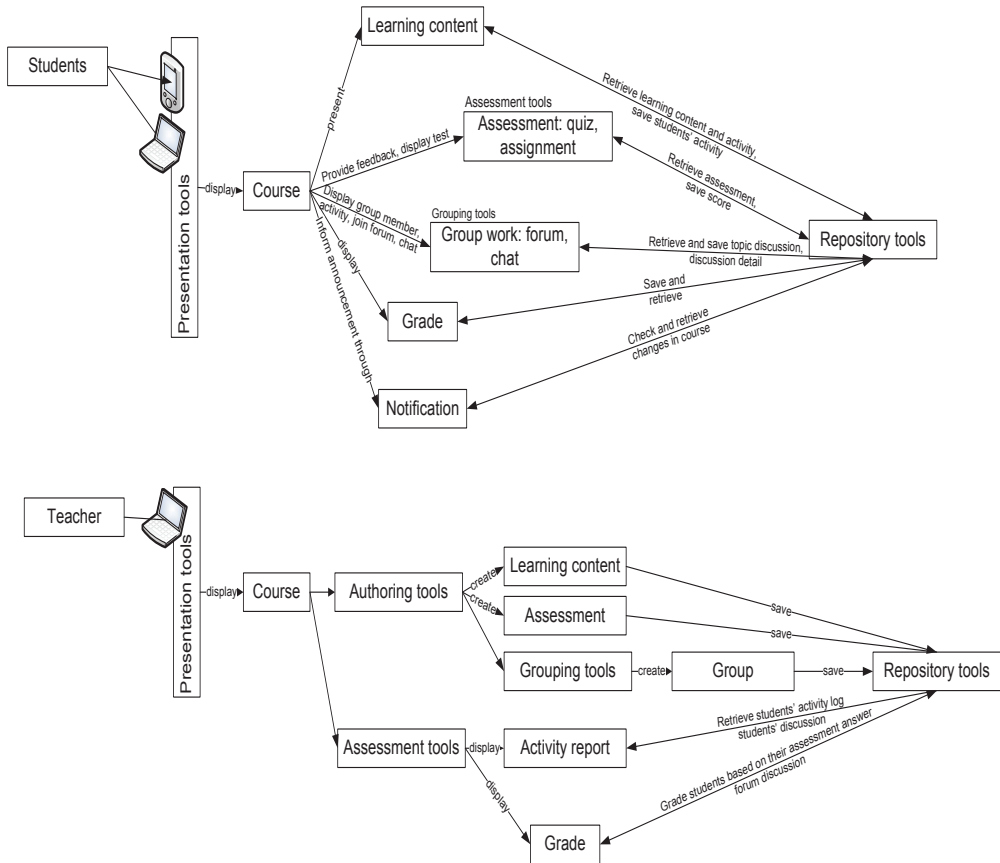 Learning content
Students
Presentation tools
display
Course
present
Retrieve learning content and activity,
save students' activity
Assessment tools
Assessment: quiz,
assignment
Provide feedback, display test
Retrieve assessment,
save score
Display group member,
activity, join forum, chat
Grouping tools
Group work: forum,
chat
Retrieve and save topic discussion,
discussion detail
Repository tools
display
Grade
Save and
retrieve
Inform announcement through
Notification
Check and retrieve
changes in course
Teacher
Presentation tools
display
Course
Authoring tools
create
Learning content
save
create
Assessment
save
Grouping tools
create
Group
save
Repository tools
Assessment tools
display
Activity report
Retrieve students' activity log
students' discussion
display
Grade
Grade students based on their assessment answer
forum discussion